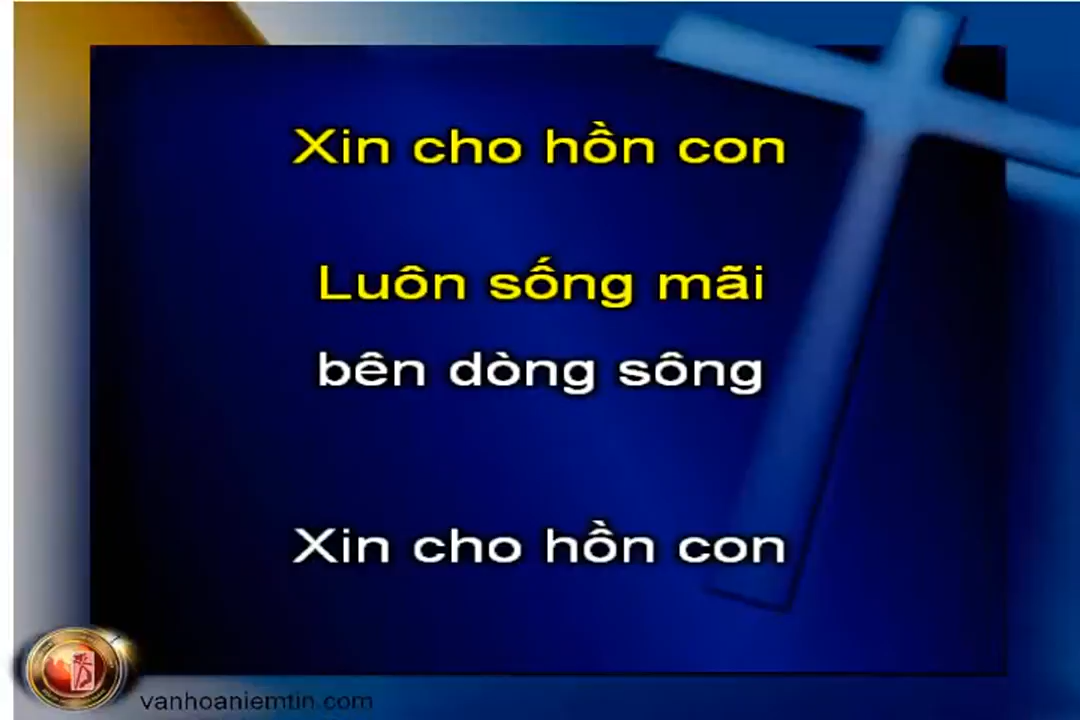 Xin cho hồn con
Luôn sống mãi
bên dòng sông
Xin cho hồn con
vanhoaniemtin.com